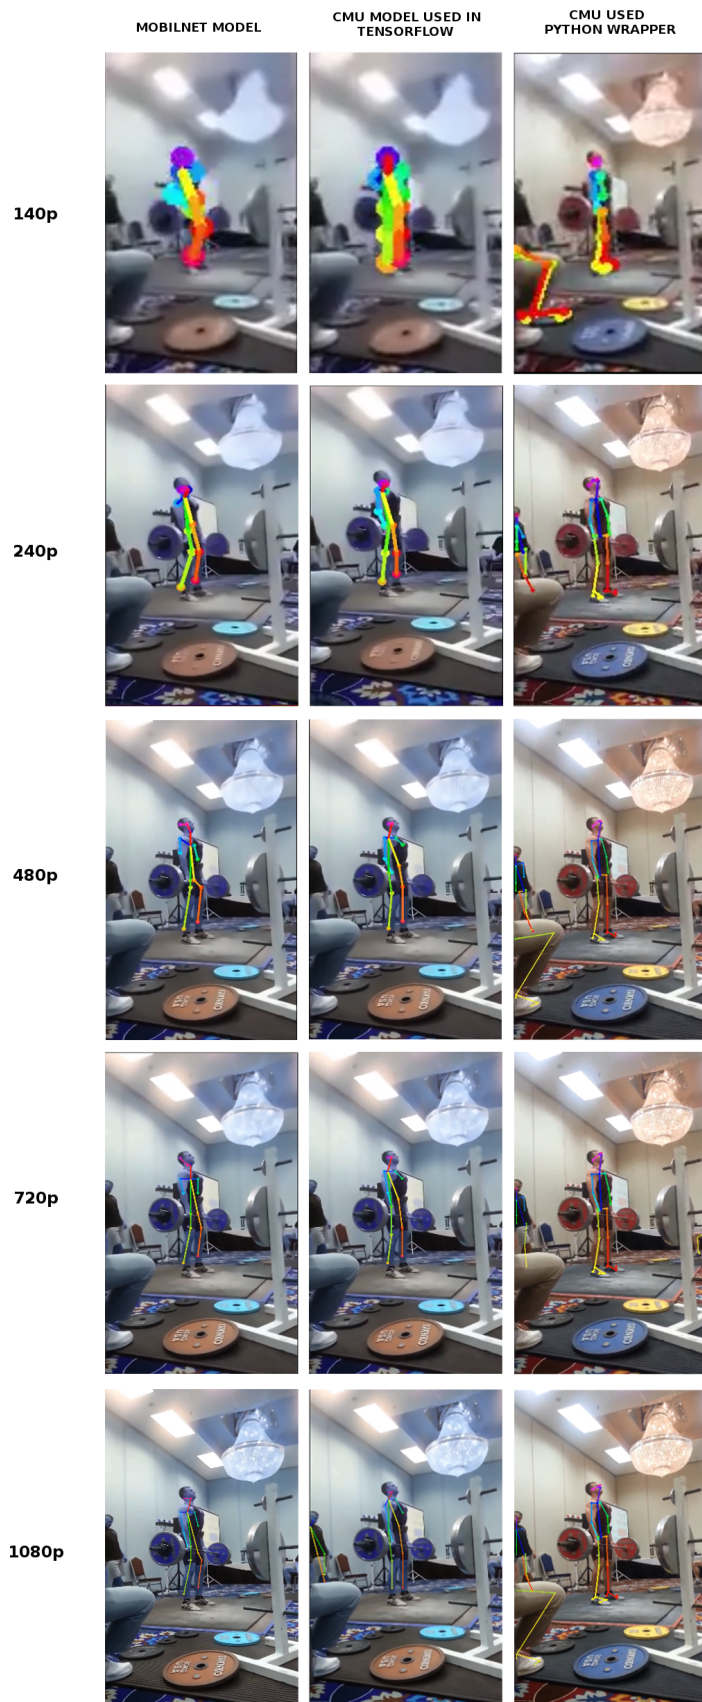 MOBILNET MODEL
CMU MODEL USED IN
TENSORFLOW
CMU USED
PYTHON WRAPPER
140p
240p
480p
720p
1080p